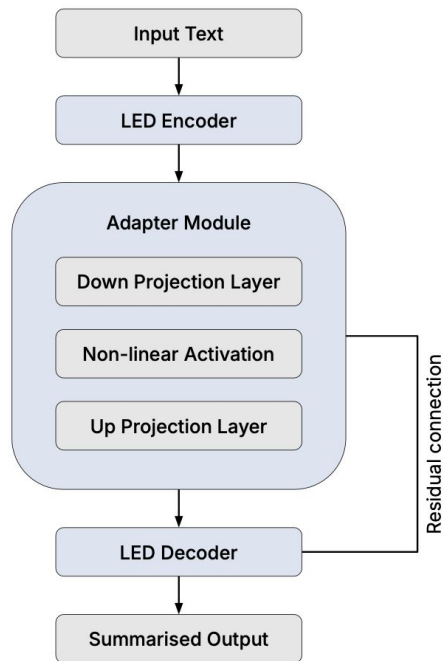 Input Text
LED Encoder
Adapter Module
Down Projection Layer
Non-linear Activation
Up Projection Layer
Residual connection
LED Decoder
Summarised Output